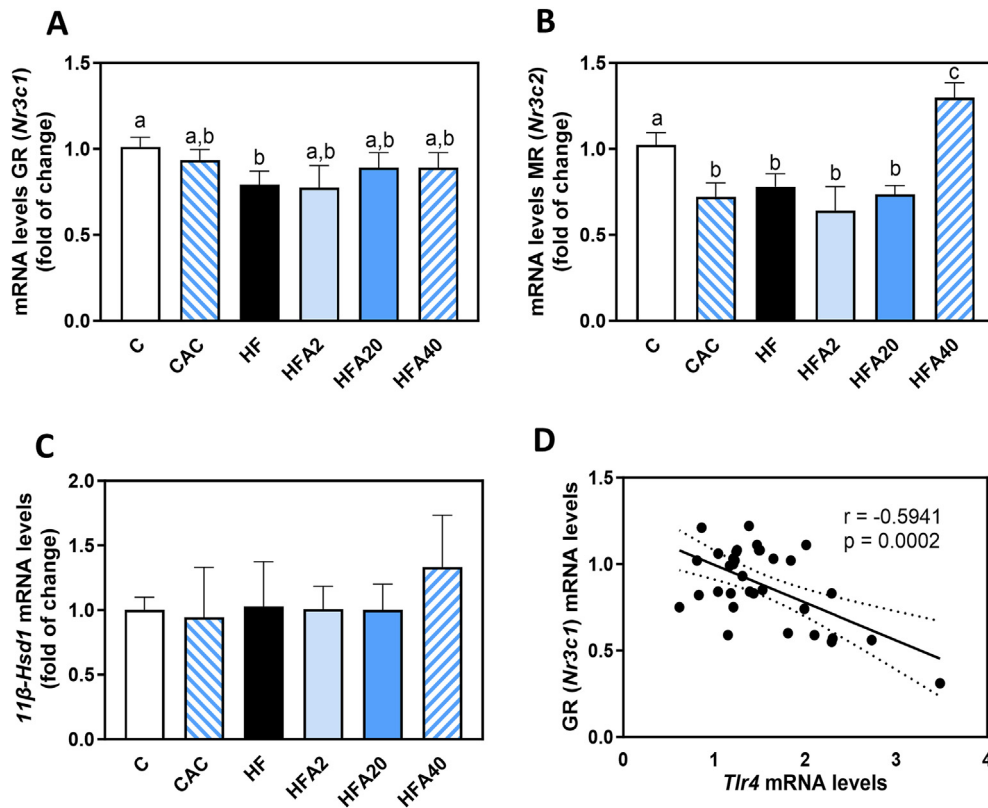 A
mRNA levels GR (Nr3c1)
(fold of change)
1.5
1.0
0.5
0.0
a
a,b
b
a,b
a,b
a,b
C
CAC
HF
HFA2
HFA20
HFA40
B
mRNA levels MR (Nr3c2)
(fold of change)
1.5
1.0
0.5
0.0
a
b
b
b
b
c
C
CAC
HF
HFA2
HFA20
HFA40
C
11β-Hsd1 mRNA levels
(fold of change)
2.0
1.5
1.0
0.5
0.0
C
CAC
HF
HFA2
HFA20
HFA40
D
GR (Nr3c1) mRNA levels
1.5
1.0
0.5
0.0
r = -0.5941
p = 0.0002
0
1
2
3
4
Tlr4 mRNA levels